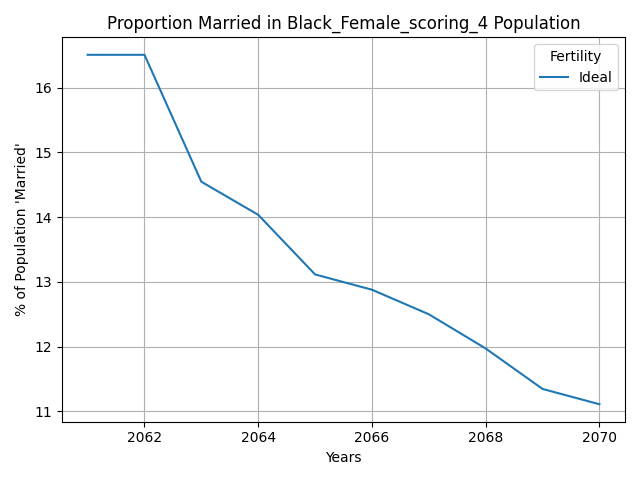 Proportion Married in Black_Female_scoring_4 Population
Fertility
Ideal
% of Population 'Married'
16
15
14
13
12
11
2062 2064 2066 2068 2070
Years